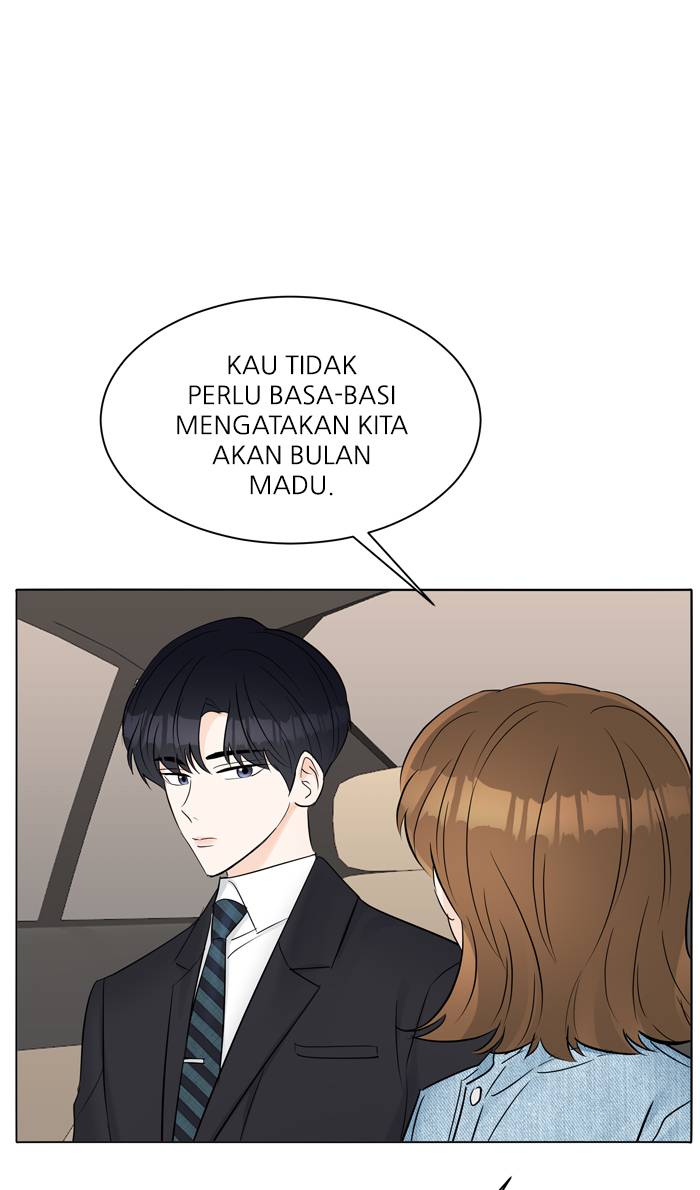 KAU TIDAK
PERLU BASA-BASI
MENGATAKAN KITA
AKAN BULAN
MADU.